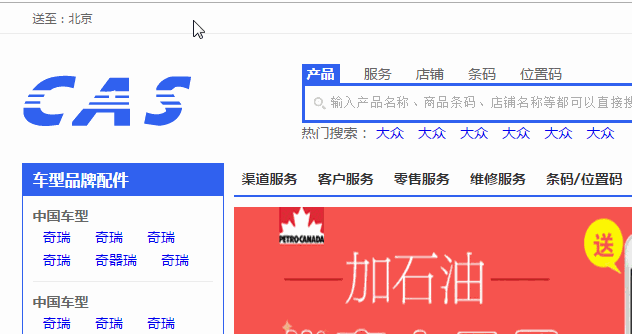 送至：北京
产品 服务 店铺 条码 位置码
CAS
输入产品名称、商品条码、店铺名称等都可以直接搜
热门搜索： 大众 大众 大众 大众 大众 大众
车型品牌配件
渠道服务 客户服务 零售服务 维修服务 条码/位置码
中国车型
奇瑞 奇瑞 奇瑞
奇瑞 奇器瑞 奇瑞
中国车型
奇瑞 奇瑞 奇瑞
PETRO-CANADA
加石油
送